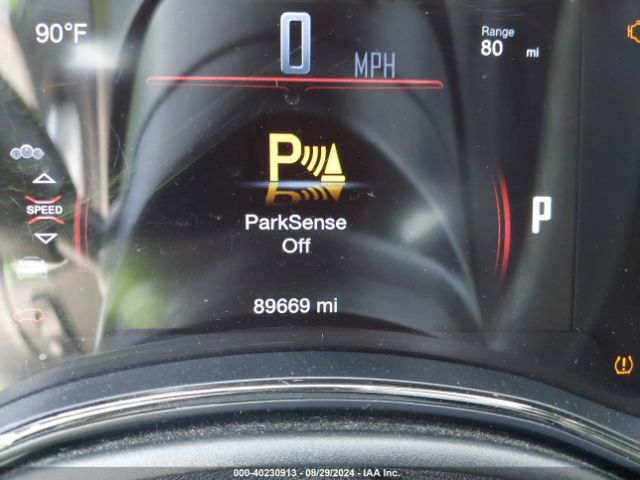 90°F
0
MPH
Range
80 mi
P
SPEED
ParkSense
Off
P
89669 mi
000-40230913 - 08/29/2024 - IAA Inc.